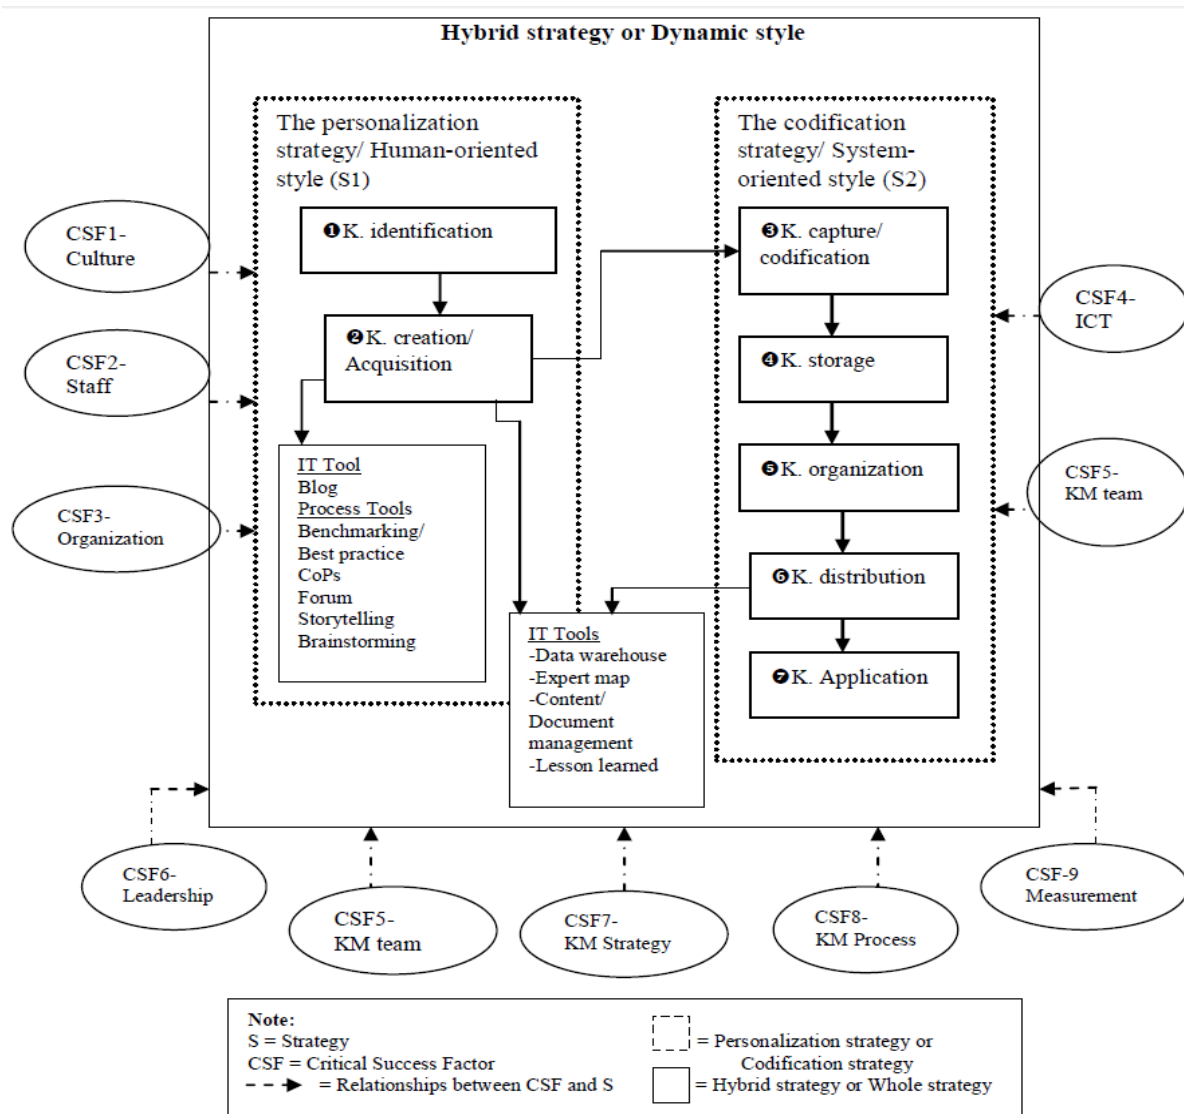 Hybrid strategy or Dynamic style
The personalization
strategy/ Human-oriented
style (S1)
❶K. identification
❷K. creation/
Acquisition
IT Tool
Blog
Process Tools
Benchmarking/
Best practice
CoPs
Forum
Storytelling
Brainstorming
IT Tools
-Data warehouse
-Expert map
-Content/
Document
management
-Lesson learned
The codification
strategy/ System-
oriented style (S2)
❸K. capture/
codification
❹K. storage
❺K. organization
❻K. distribution
❼K. Application
CSF1-
Culture
CSF2-
Staff
CSF3-
Organization
CSF4-
ICT
CSF5-
KM team
CSF6-
Leadership
CSF5-
KM team
CSF7-
KM Strategy
CSF8-
KM Process
CSF-9
Measurement
Note:
S = Strategy
CSF = Critical Success Factor
= Relationships between CSF and S
= Personalization strategy or
Codification strategy
= Hybrid strategy or Whole strategy